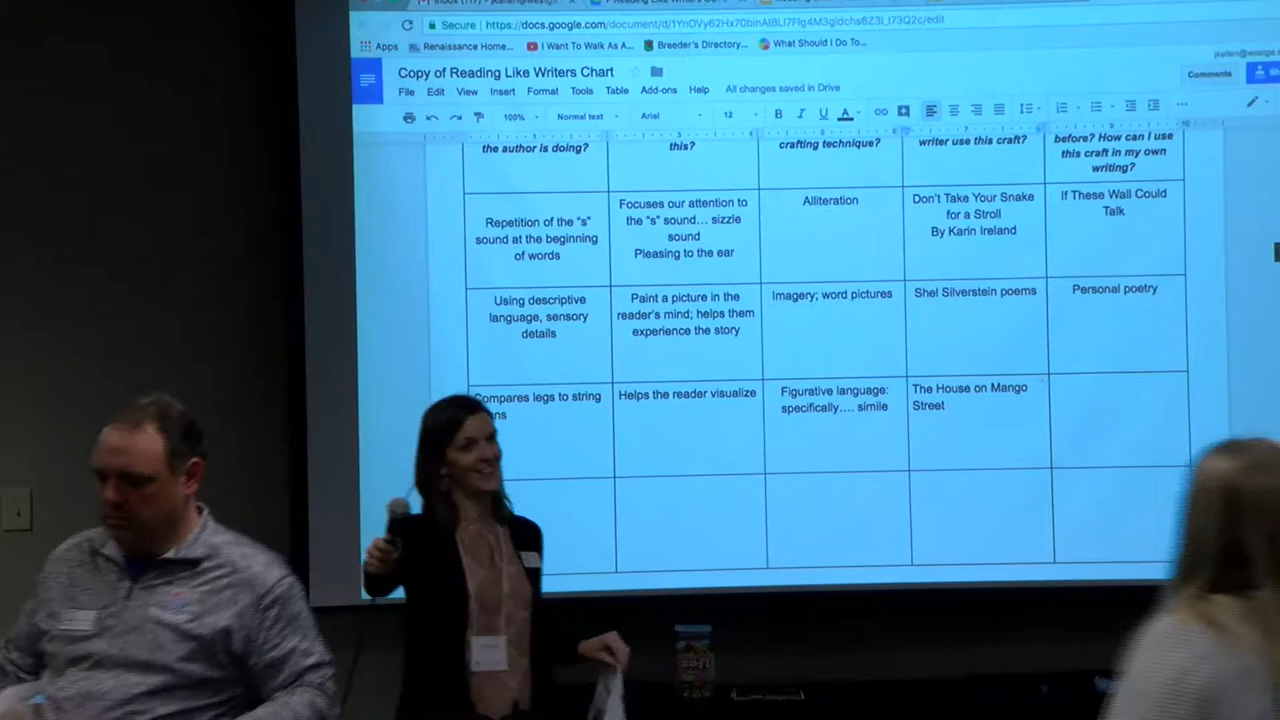 Secure | https://docs.google.com/document/d/
Apps Renaissance Home... I Want To Walk As A... Breeder's Directory... What Should I Do To...
Copy of Reading Like Writers Chart
Comments
File Edit View Insert Format Tools Table Add-ons Help All changes saved in Drive
100% Normal text Arial 12 B I U A
the author is doing?
this?
crafting technique?
writer use this craft?
before? How can I use
this craft in my own
writing?
Repetition of the "s"
sound at the beginning
of words
Focuses our attention to
the "s" sound... sizzle
sound
Pleasing to the ear
Alliteration
Don't Take Your Snake
for a Stroll
By Karin Ireland
If These Wall Could
Talk
Using descriptive
language, sensory
details
Paint a picture in the
reader's mind; helps them
experience the story
Imagery; word pictures
Shel Silverstein poems
Personal poetry
Compares legs to string
Helps the reader visualize
Figurative language:
specifically.... simile
The House on Mango
Street